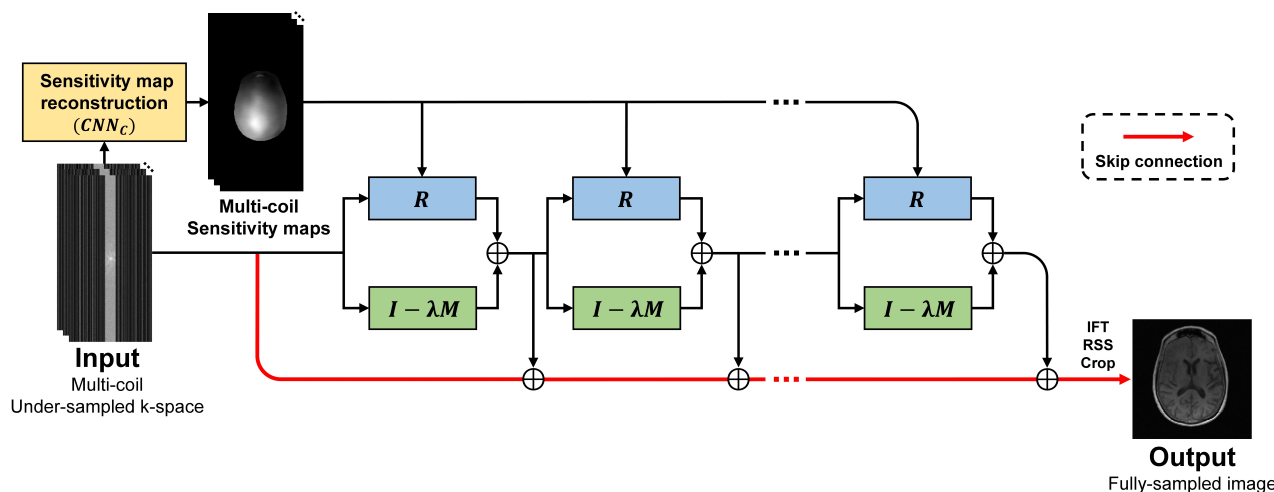 Sensitivity map
reconstruction
(CNN_C)
Multi-coil
Sensitivity maps
Skip connection
R
R
R
I − λM
I − λM
I − λM
Input
Multi-coil
Under-sampled k-space
IFT
RSS
Crop
Output
Fully-sampled image